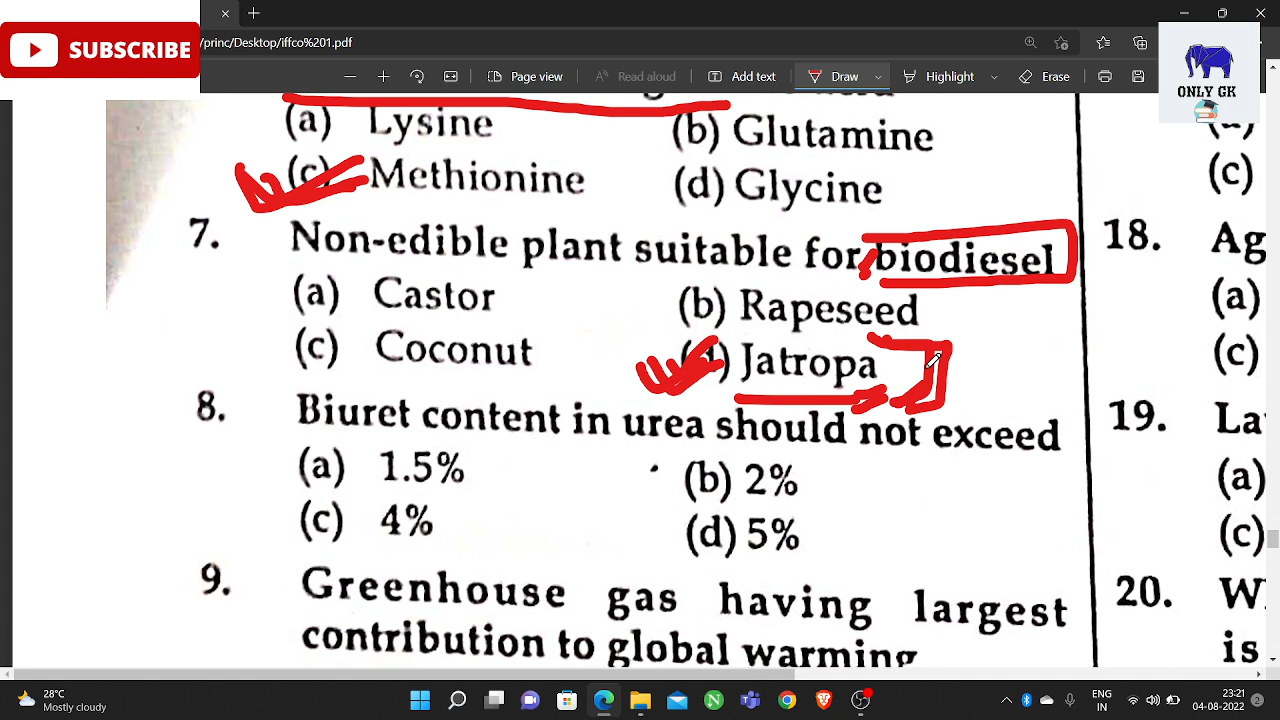 SUBSCRIBE
/princ/Desktop/iffco%201.pdf
Page view
Read aloud
Add text
Draw
Highlight
Erase
ONLY GK
(a) Lysine (b) Glutamine
(c) Methionine (d) Glycine
7. Non-edible plant suitable for biodiesel
(a) Castor (b) Rapeseed
(c) Coconut (d) Jatropa
8. Biuret content in urea should not exceed
(a) 1.5% (b) 2%
(c) 4% (d) 5%
9. Greenhouse gas having largest
contribution to global warming
(a)
(c)
18. Ag
(a)
(c)
19. La
(a)
(c)
20. W
is
28°C
Mostly cloudy
ENG
IN
23:21
04-08-2022
2